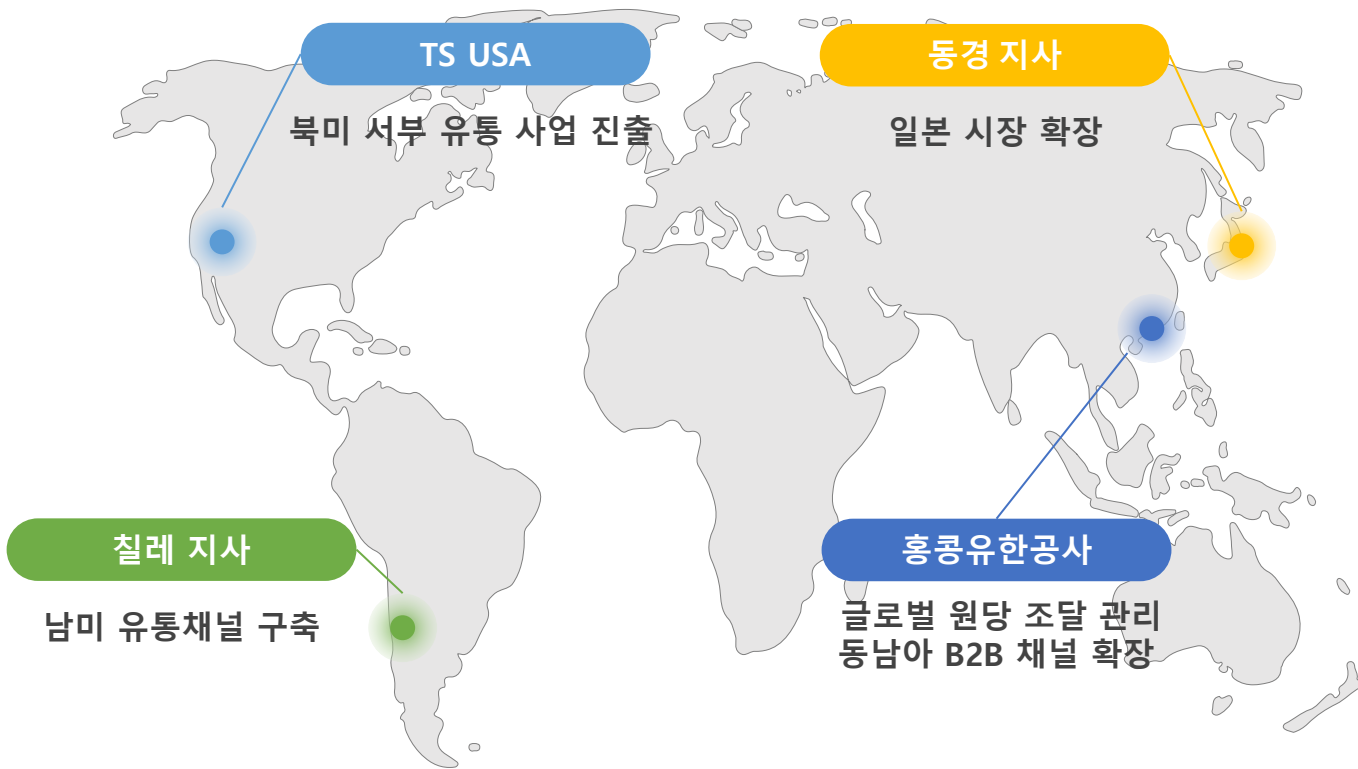 TS USA
북미 서부 유통 사업 진출
동경 지사
일본 시장 확장
칠레 지사
남미 유통채널 구축
홍콩유한공사
글로벌 원당 조달 관리
동남아 B2B 채널 확장